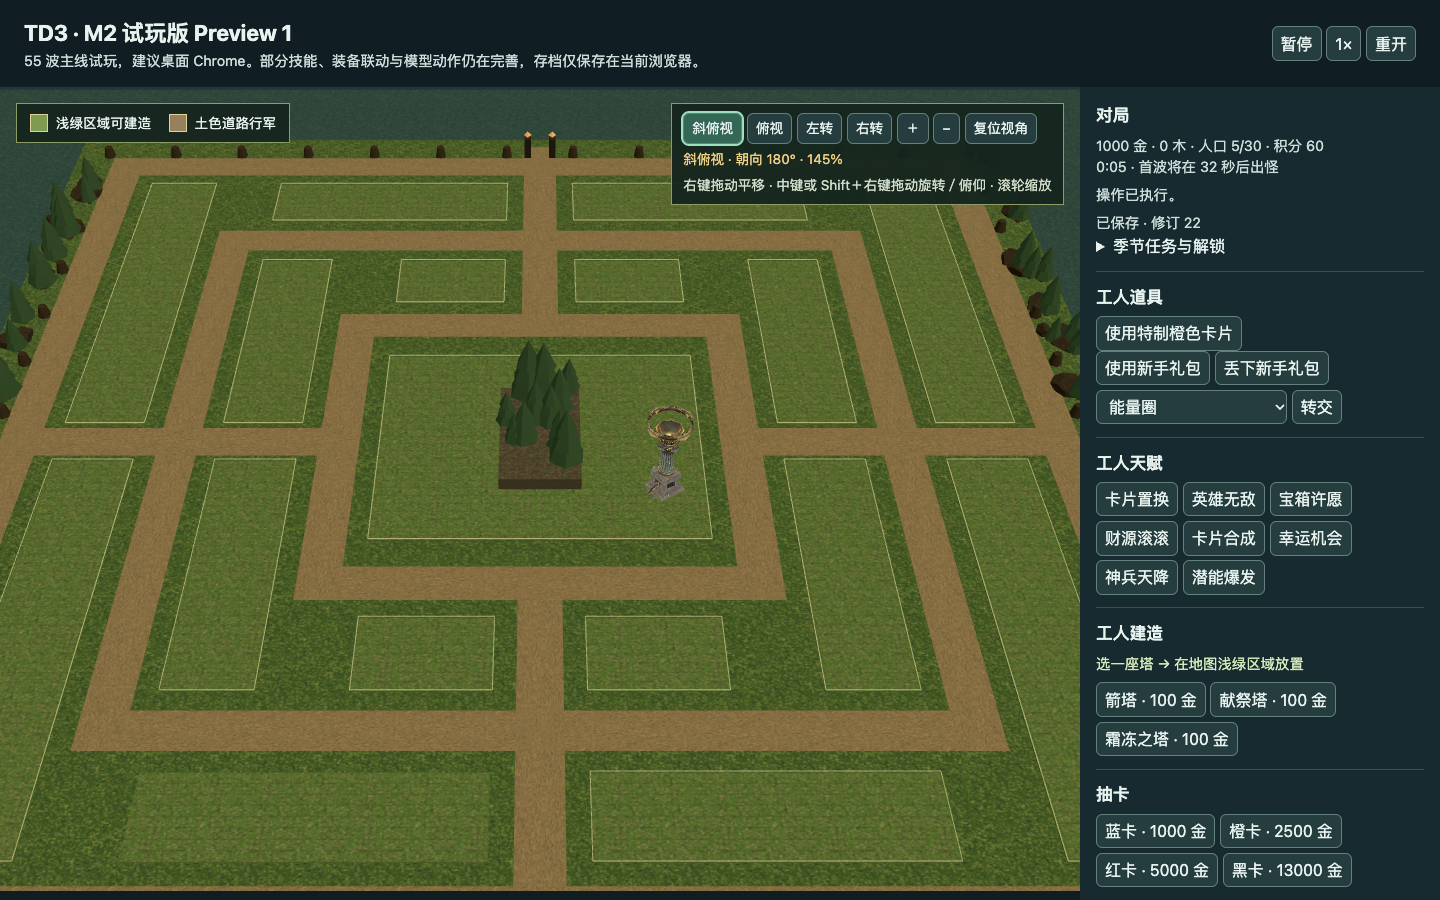 TD3 · M2 试玩版 Preview 1
55 波主线试玩，建议桌面 Chrome。部分技能、装备联动与模型动作仍在完善，存档仅保存在当前浏览器。
暂停 1× 重开
浅绿区域可建造 土色道路行军
斜俯视 俯视 左转 右转 + − 复位视角
斜俯视 · 朝向 180° · 145%
右键拖动平移 · 中键或 Shift＋右键拖动旋转 / 俯仰 · 滚轮缩放
对局
1000 金 · 0 木 · 人口 5/30 · 积分 60
0:05 · 首波将在 32 秒后出怪
操作已执行。
已保存 · 修订 22
▶ 季节任务与解锁
工人道具
使用特制橙色卡片
使用新手礼包 丢下新手礼包
能量圈 转交
工人天赋
卡片置换 英雄无敌 宝箱许愿
财源滚滚 卡片合成 幸运机会
神兵天降 潜能爆发
工人建造
选一座塔 → 在地图浅绿区域放置
箭塔 · 100 金 献祭塔 · 100 金
霜冻之塔 · 100 金
抽卡
蓝卡 · 1000 金 橙卡 · 2500 金
红卡 · 5000 金 黑卡 · 13000 金